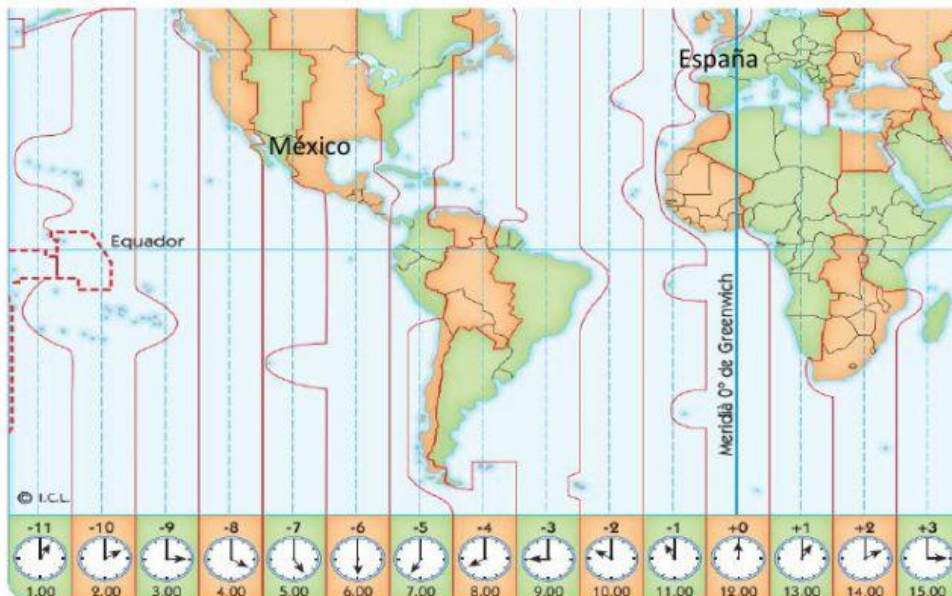 España
México
Equador
Meridià 0º de Greenwich
© I.C.L.
-11 -10 -9 -8 -7 -6 -5 -4 -3 -2 -1 +0 +1 +2 +3
1.00 2.00 3.00 4.00 5.00 6.00 7.00 8.00 9.00 10.00 11.00 12.00 13.00 14.00 15.00